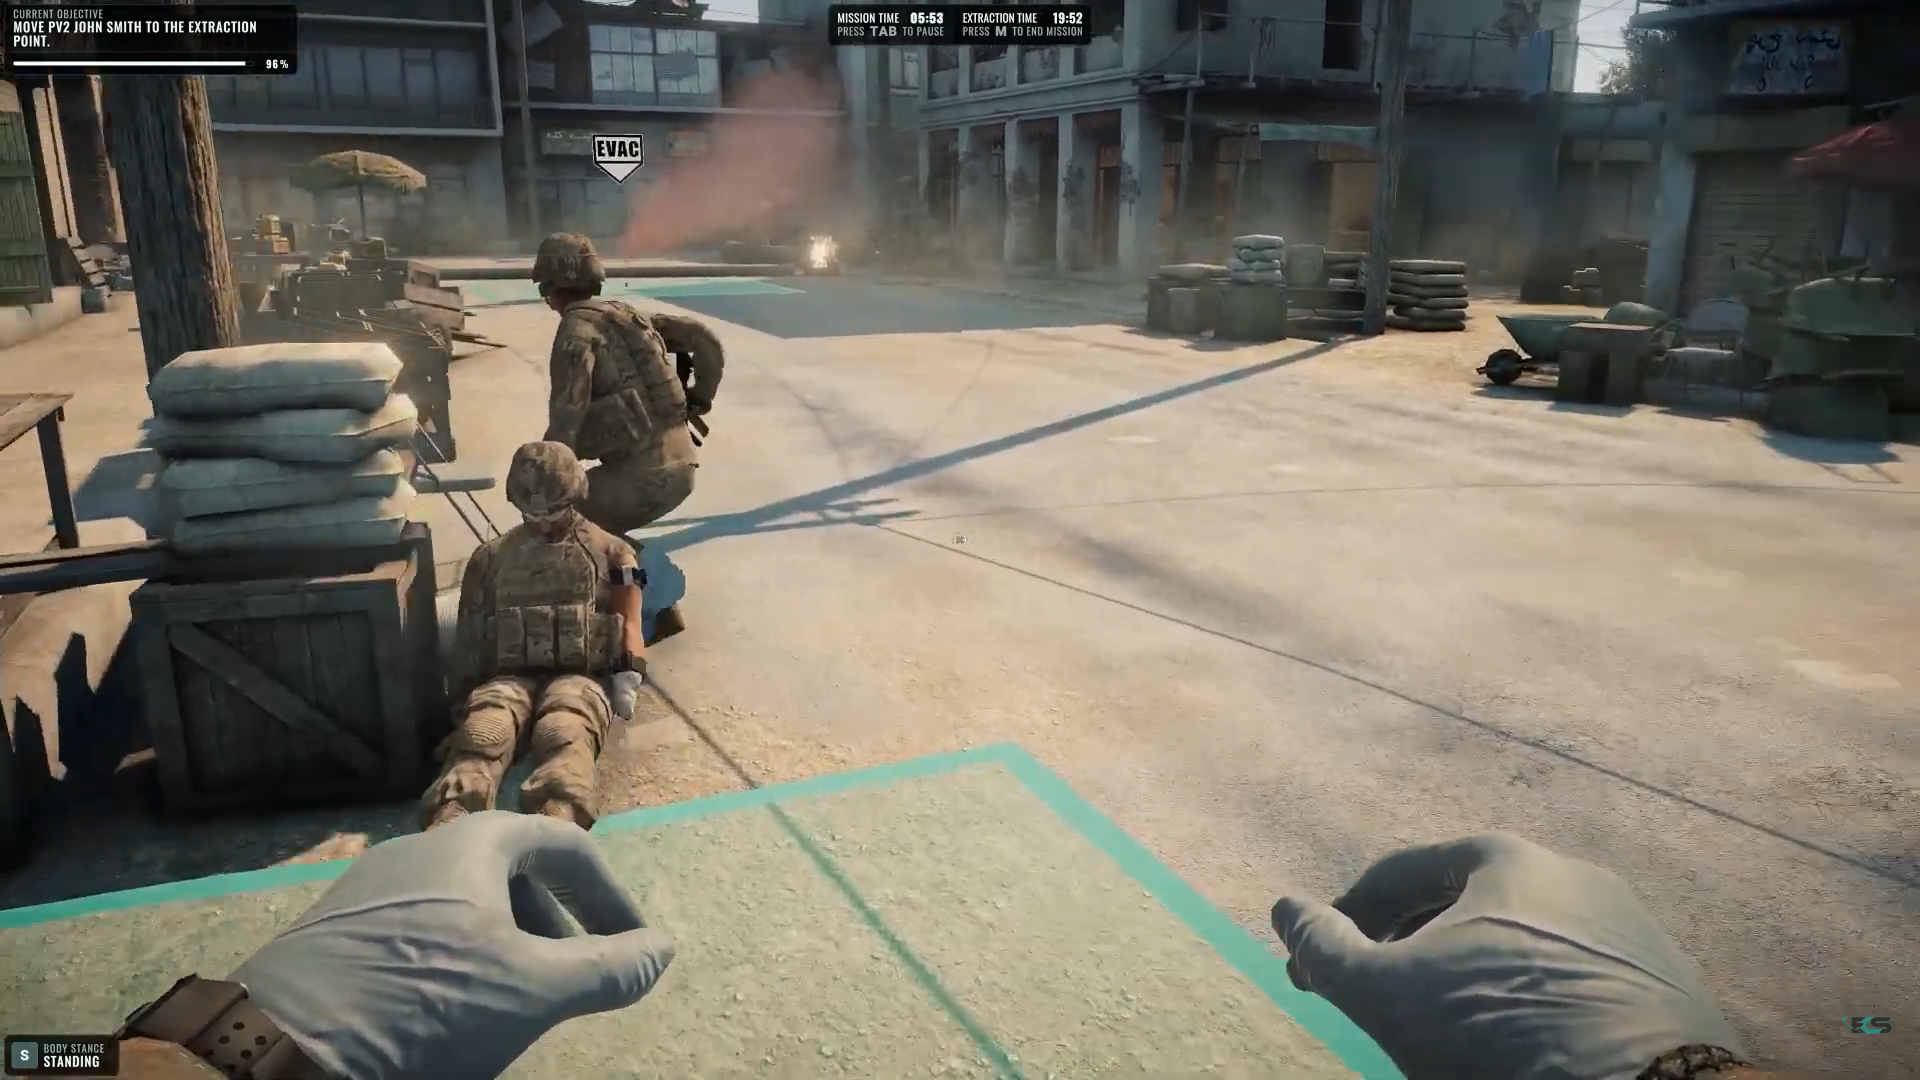 CURRENT OBJECTIVE
MOVE PV2 JOHN SMITH TO THE EXTRACTION
POINT.
96%
MISSION TIME 05:53 EXTRACTION TIME 19:52
PRESS TAB TO PAUSE PRESS M TO END MISSION
EVAC
S BODY STANCE
STANDING
ECS